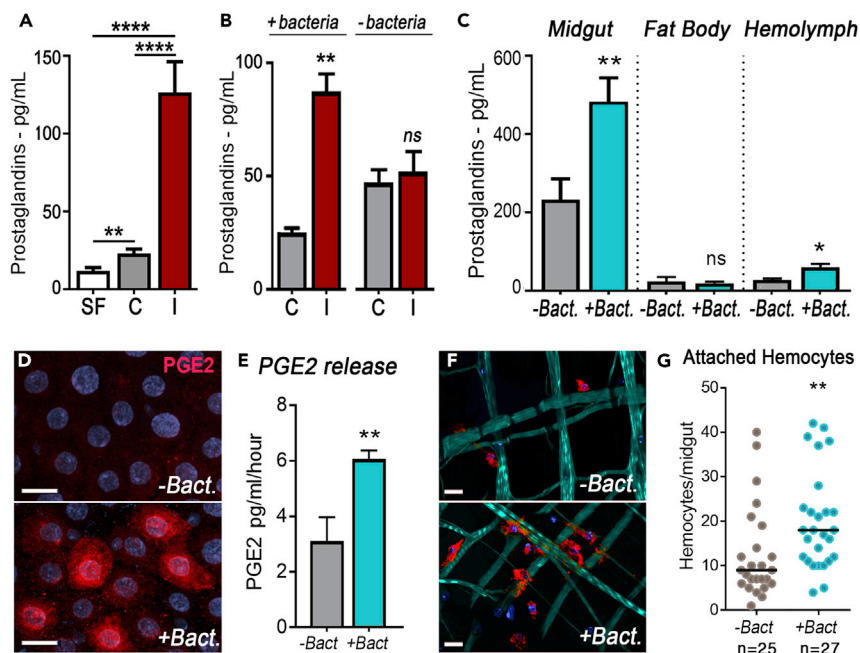 A
Prostaglandins - pg/mL
150
100
50
0
****
****
**
SF C I
B
+bacteria -bacteria
Prostaglandins - pg/mL
100
50
0
**
ns
C I C I
C
Midgut Fat Body Hemolymph
Prostaglandins - pg/mL
600
400
200
0
**
ns
*
-Bact. +Bact. -Bact. +Bact. -Bact. +Bact.
D
PGE2
-Bact.
+Bact.
E
PGE2 release
PGE2 pg/ml/hour
8
6
4
2
0
**
-Bact +Bact.
F
-Bact.
+Bact.
G
Attached Hemocytes
Hemocytes/midgut
50
40
30
20
10
0
**
-Bact +Bact
n=25 n=27